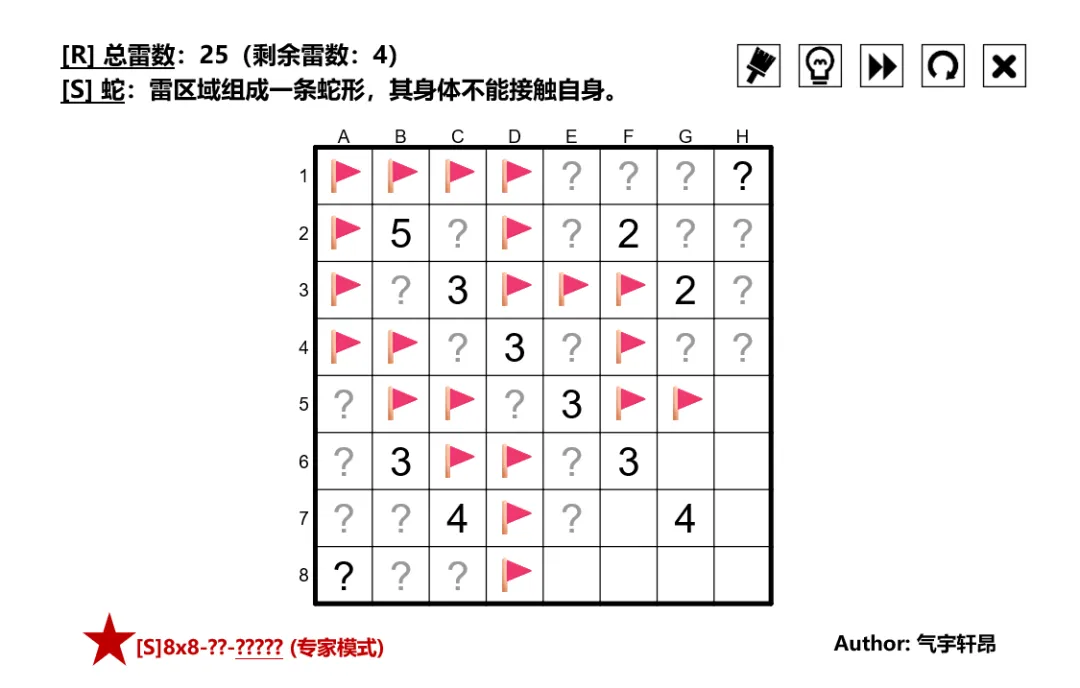 [R] 总雷数：25（剩余雷数：4）
[S] 蛇：雷区域组成一条蛇形，其身体不能接触自身。
A B C D E F G H
1 ? ? ? ?
2 5 ? ? 2 ? ?
3 ? 3 2 ?
4 ? 3 ? ? ?
5 ? ? 3
6 ? 3 ? 3
7 ? ? 4 ? 4
8 ? ? ?
[S]8x8-??-????? (专家模式)
Author: 气宇轩昂